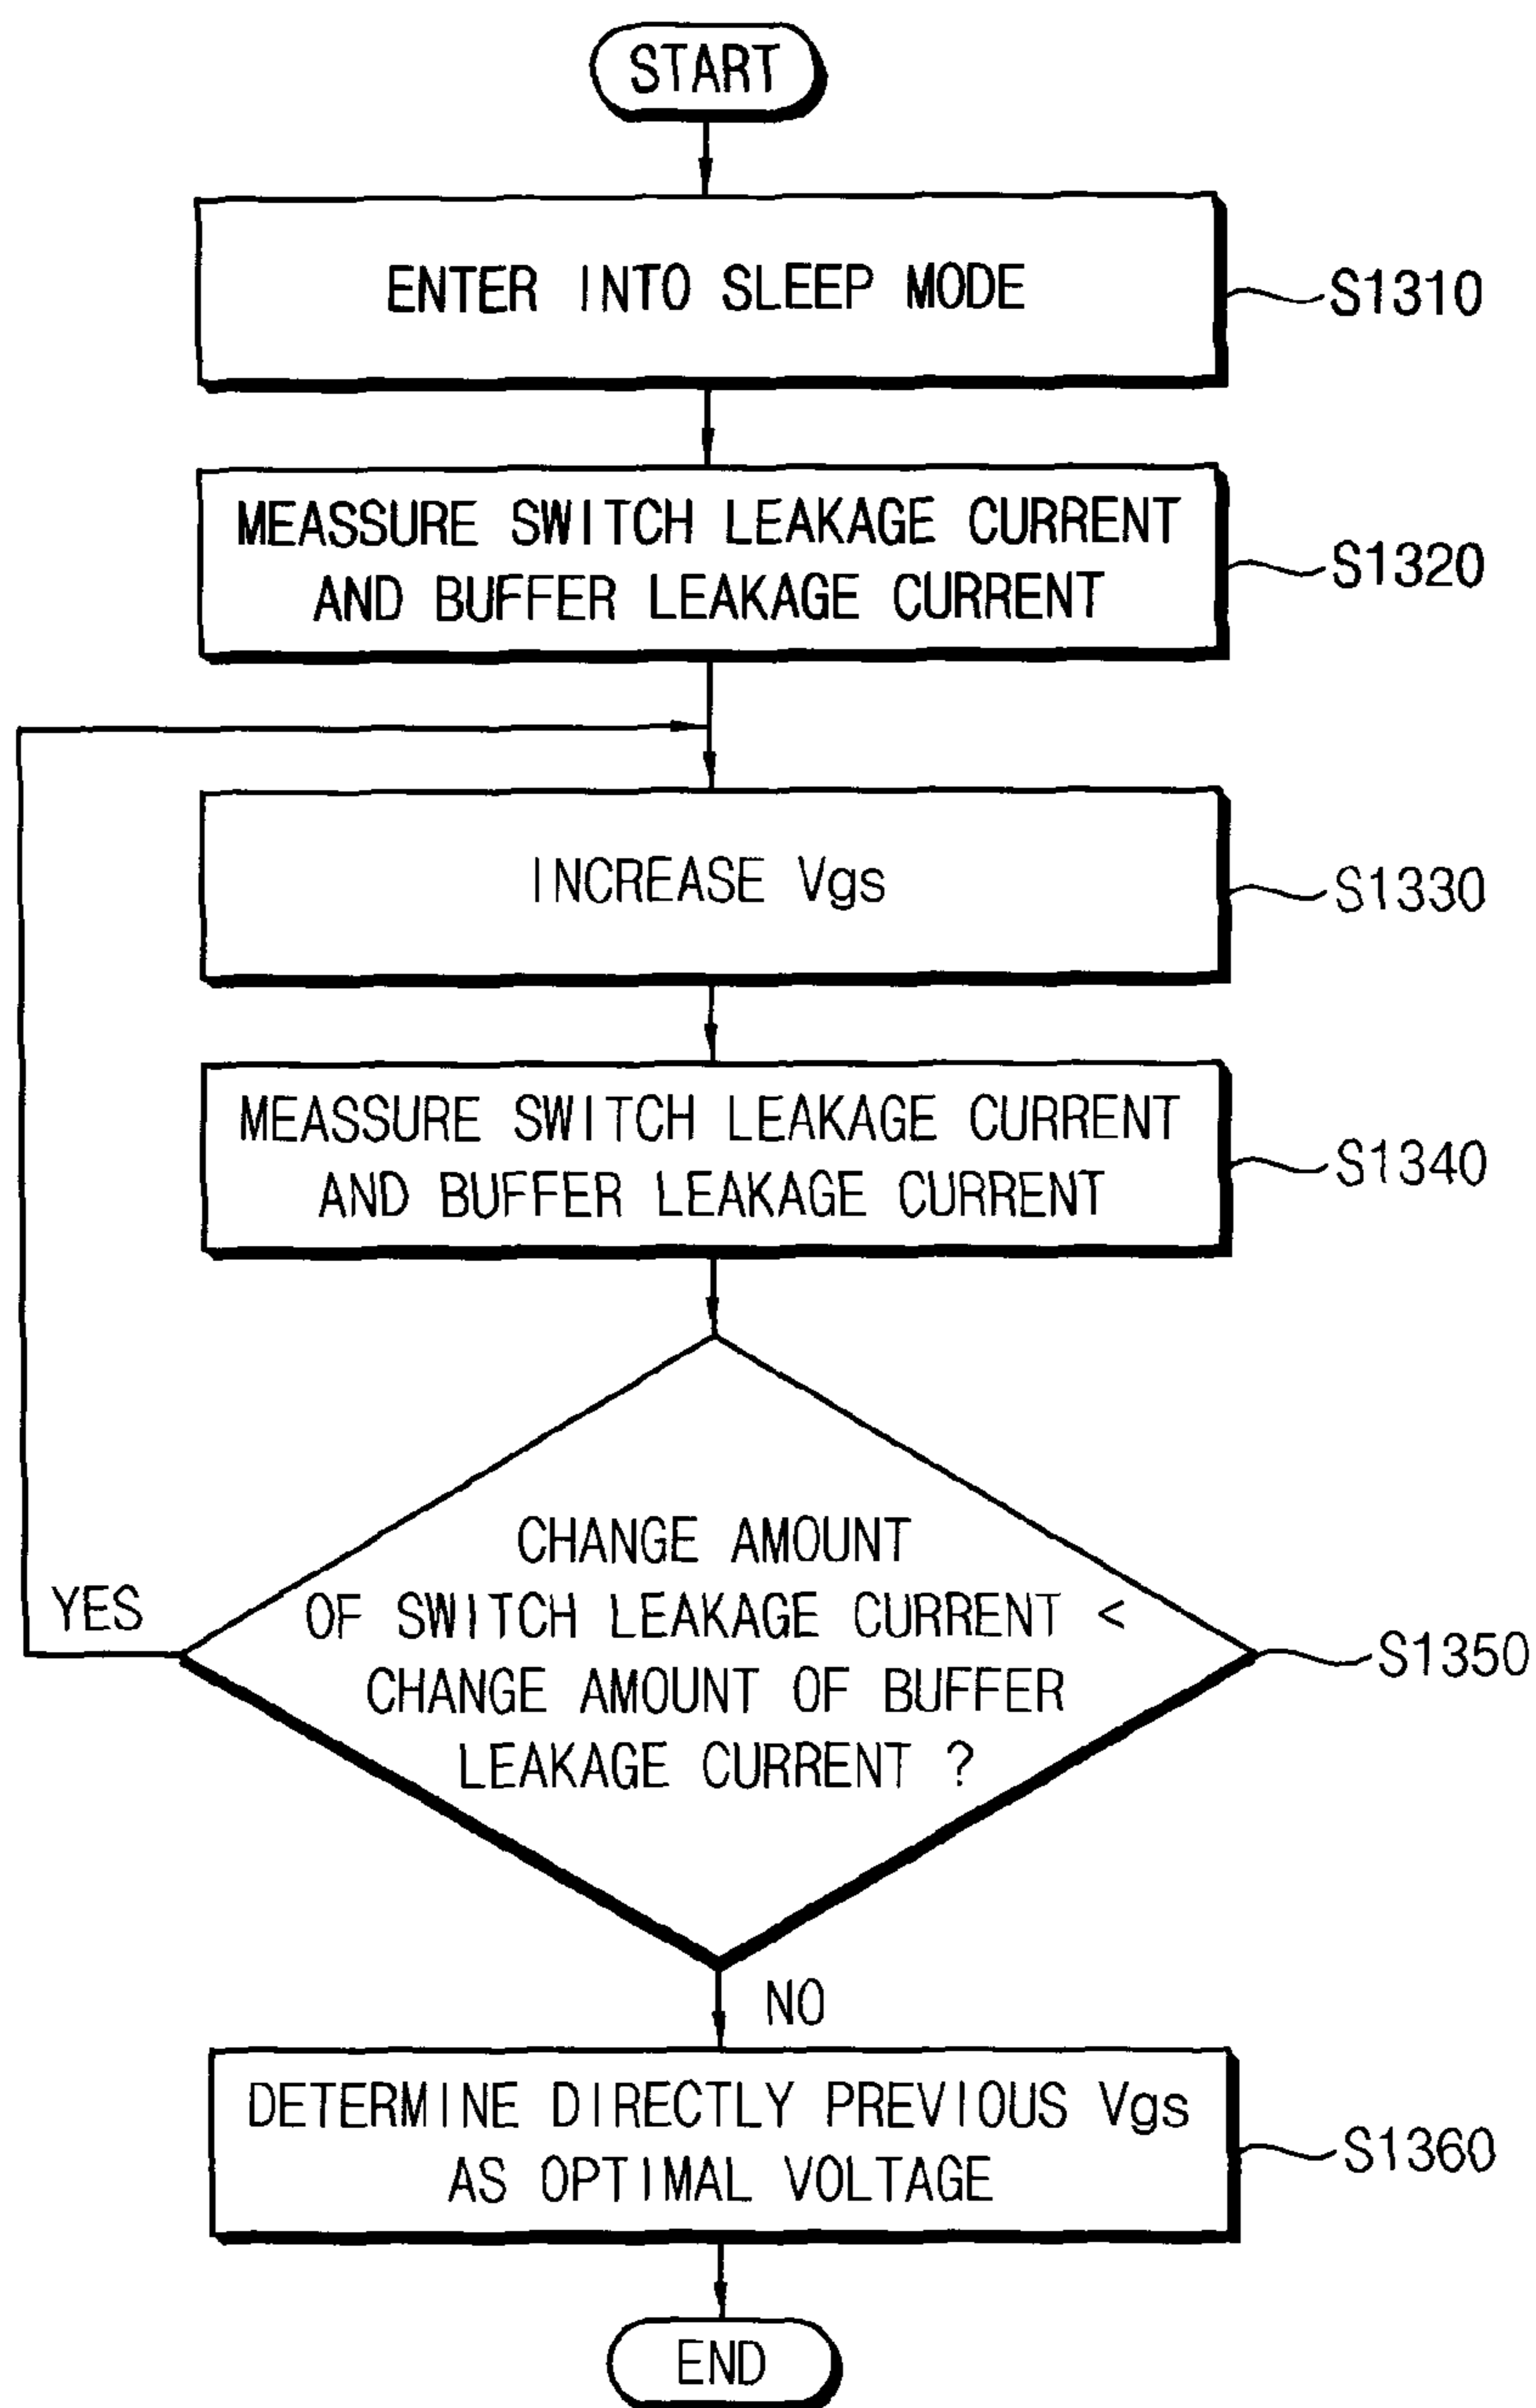 START
ENTER INTO SLEEP MODE
S1310
MEASSURE SWITCH LEAKAGE CURRENT
AND BUFFER LEAKAGE CURRENT
S1320
INCREASE Vgs
S1330
MEASSURE SWITCH LEAKAGE CURRENT
AND BUFFER LEAKAGE CURRENT
S1340
CHANGE AMOUNT
OF SWITCH LEAKAGE CURRENT <
CHANGE AMOUNT OF BUFFER
LEAKAGE CURRENT ?
YES
S1350
NO
DETERMINE DIRECTLY PREVIOUS Vgs
AS OPTIMAL VOLTAGE
S1360
END